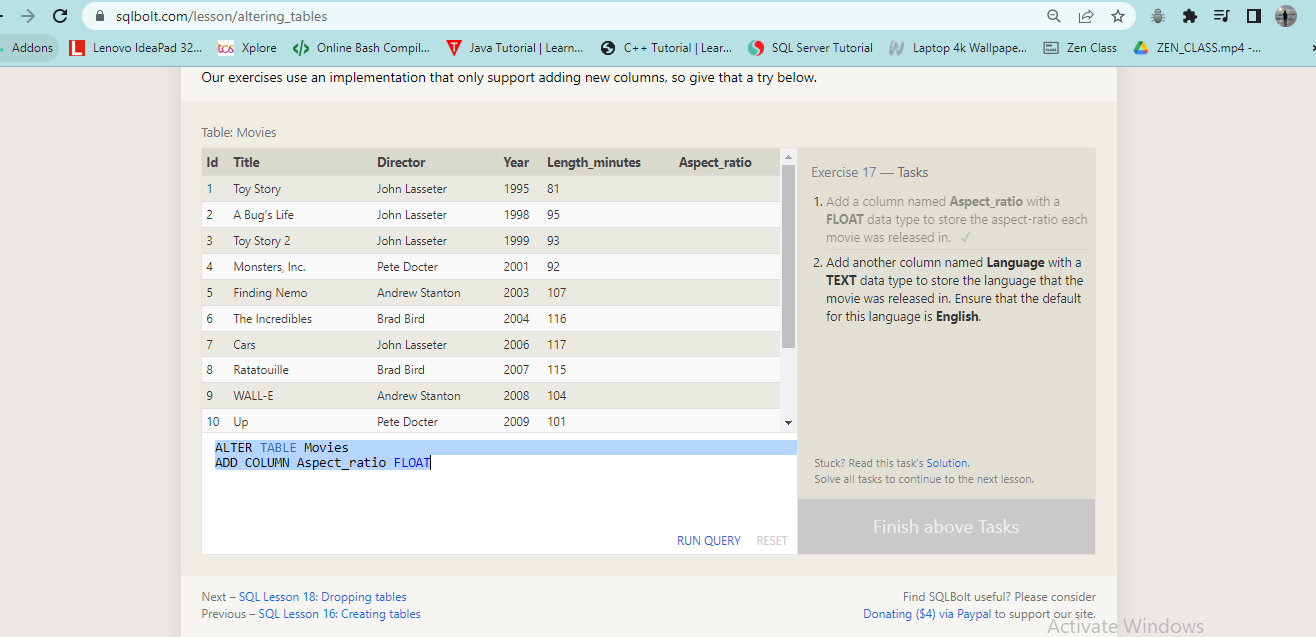 sqlbolt.com/lesson/altering_tables
Addons
Lenovo IdeaPad 32...
tcs Xplore
Online Bash Compil...
Java Tutorial | Learn...
C++ Tutorial | Lear...
SQL Server Tutorial
Laptop 4k Wallpape...
Zen Class
ZEN_CLASS.mp4 -...
Our exercises use an implementation that only support adding new columns, so give that a try below.
Table: Movies
Id Title Director Year Length_minutes Aspect_ratio
1 Toy Story John Lasseter 1995 81
2 A Bug's Life John Lasseter 1998 95
3 Toy Story 2 John Lasseter 1999 93
4 Monsters, Inc. Pete Docter 2001 92
5 Finding Nemo Andrew Stanton 2003 107
6 The Incredibles Brad Bird 2004 116
7 Cars John Lasseter 2006 117
8 Ratatouille Brad Bird 2007 115
9 WALL-E Andrew Stanton 2008 104
10 Up Pete Docter 2009 101
ALTER TABLE Movies
ADD COLUMN Aspect_ratio FLOAT
RUN QUERY RESET
Exercise 17 — Tasks
1. Add a column named Aspect_ratio with a
FLOAT data type to store the aspect-ratio each
movie was released in. ✓
2. Add another column named Language with a
TEXT data type to store the language that the
movie was released in. Ensure that the default
for this language is English.
Stuck? Read this task's Solution.
Solve all tasks to continue to the next lesson.
Finish above Tasks
Next – SQL Lesson 18: Dropping tables
Previous – SQL Lesson 16: Creating tables
Find SQLBolt useful? Please consider
Donating ($4) via Paypal to support our site.
Activate Windows